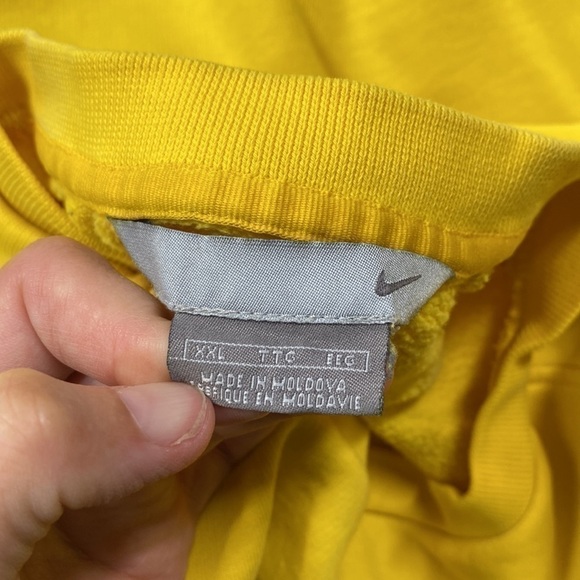 XXL TTG EEG
MADE IN MOLDOVA
FABRIQUE EN MOLDAVIE